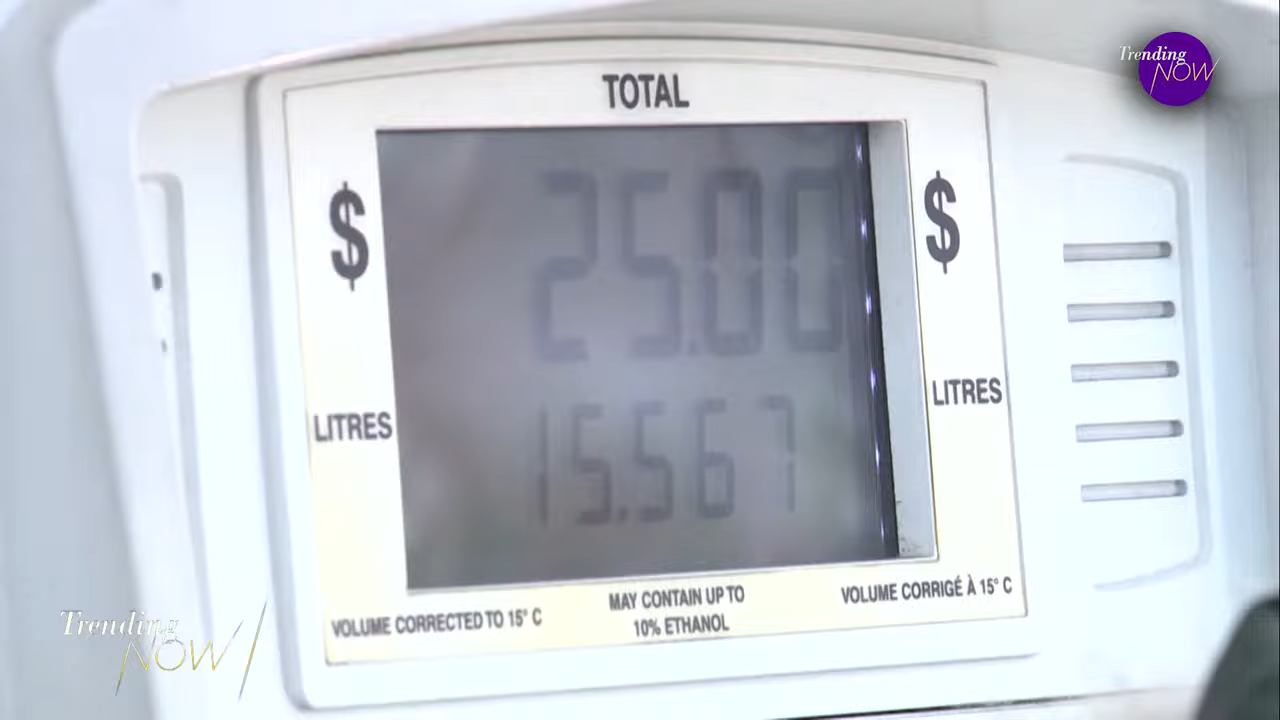 Trending
NOW
TOTAL
$ 25.00 $
LITRES 15.567 LITRES
VOLUME CORRECTED TO 15° C
MAY CONTAIN UP TO
10% ETHANOL
VOLUME CORRIGÉ À 15° C
Trending
NOW